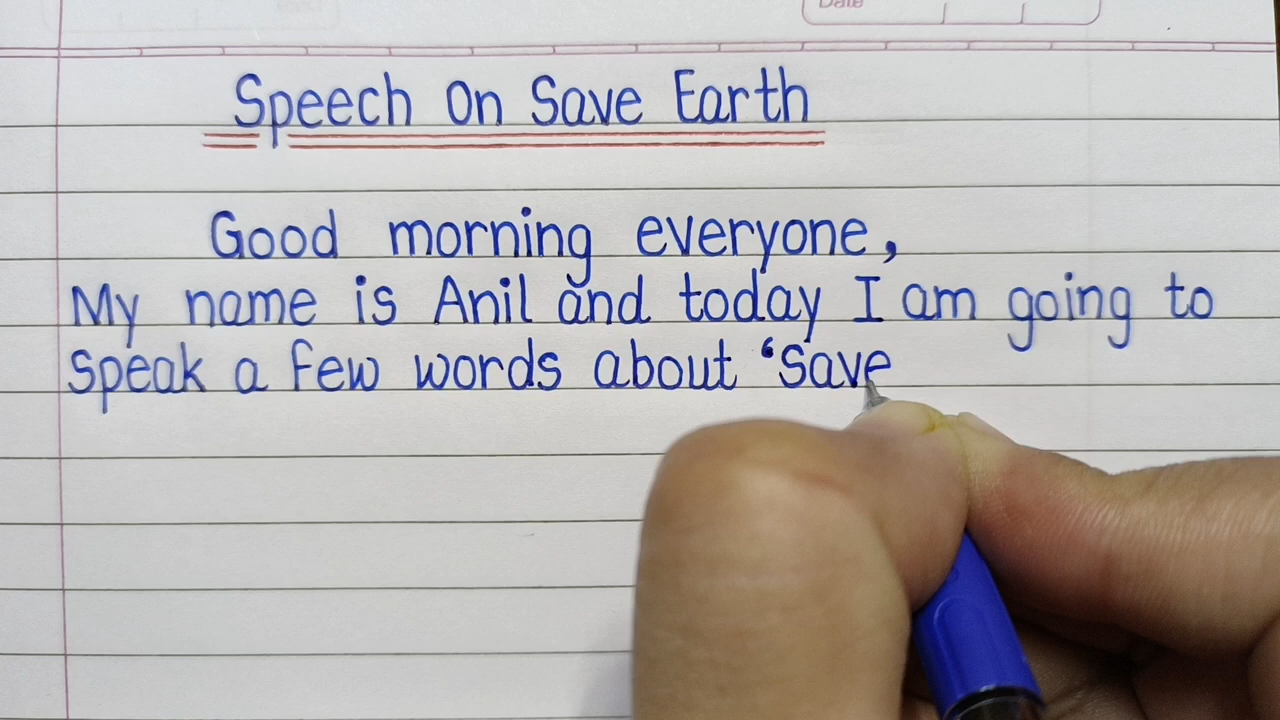 Date
Speech On Save Earth
Good morning everyone,
My name is Anil and today I am going to
speak a few words about ‘Save